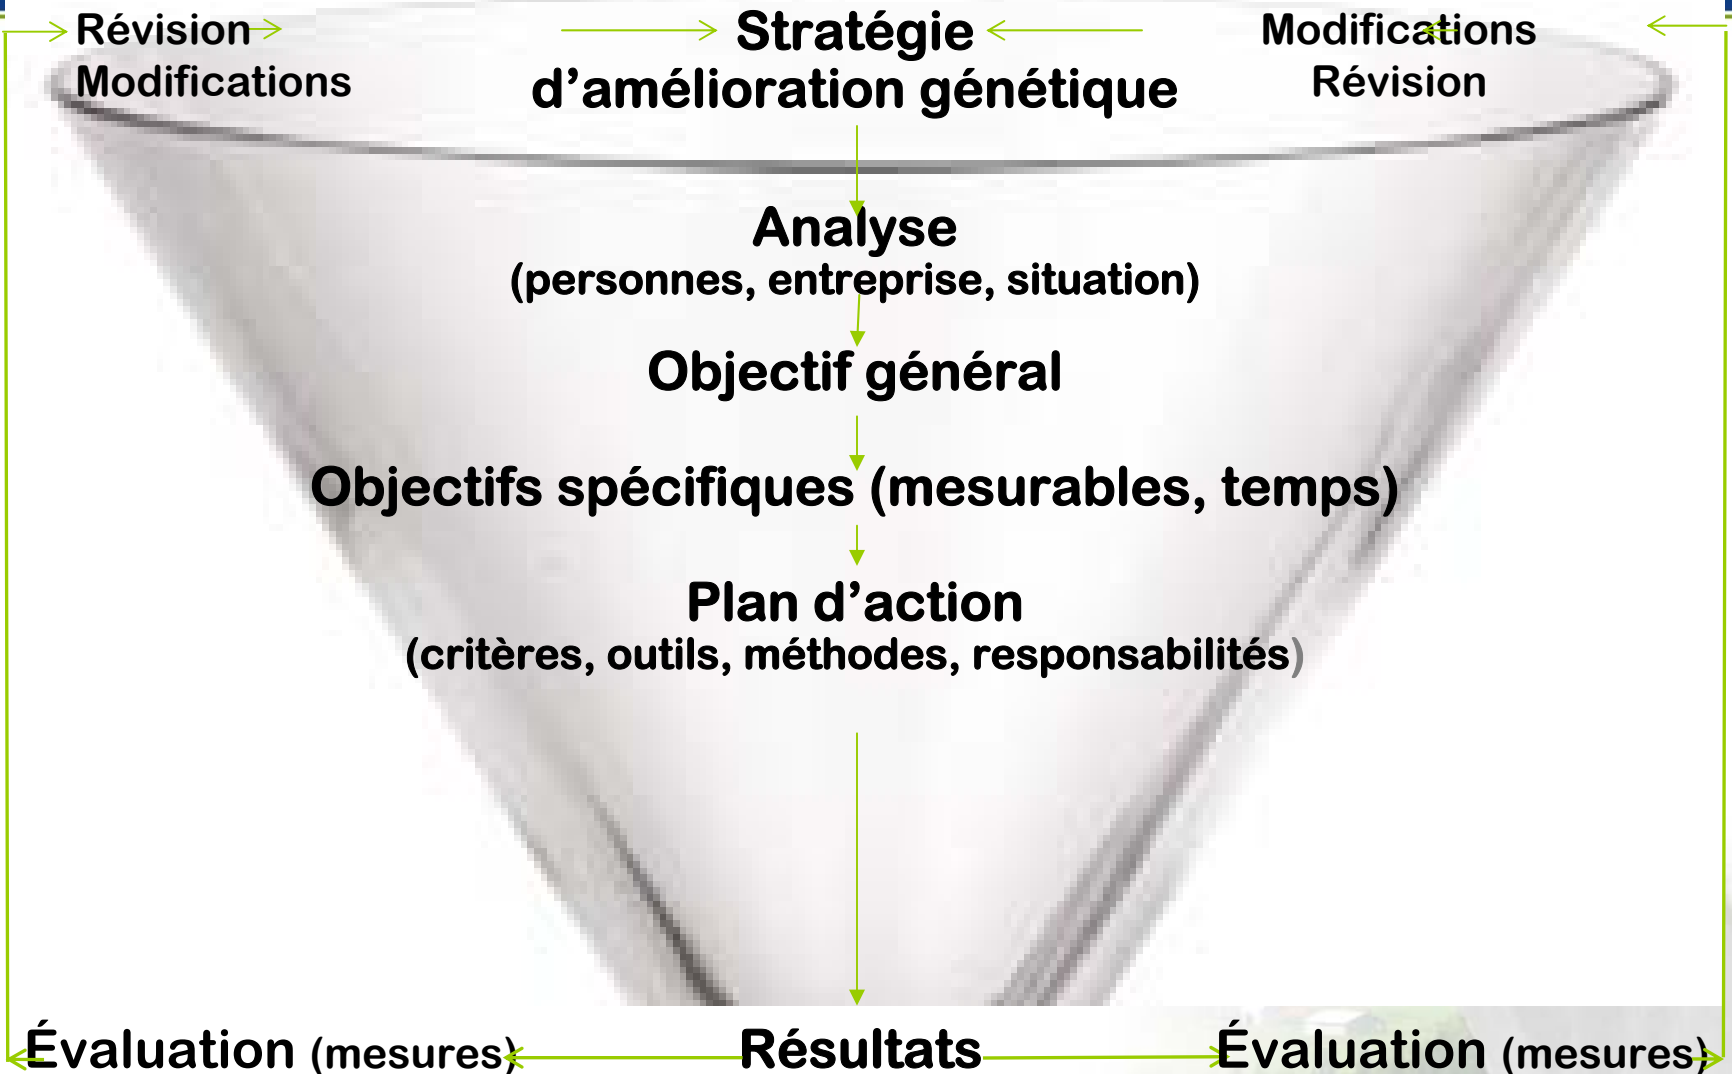 Révision
Modifications
Stratégie
d’amélioration génétique
Modifications
Révision
Analyse
(personnes, entreprise, situation)
Objectif général
Objectifs spécifiques (mesurables, temps)
Plan d’action
(critères, outils, méthodes, responsabilités)
Évaluation (mesures)
Résultats
Évaluation (mesures)